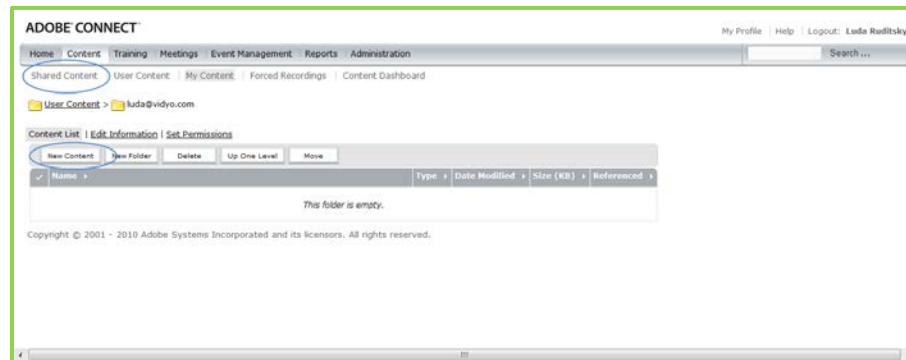 ADOBE® CONNECT™
My Profile | Help | Logout: Luda Ruditsky
Home Content Training Meetings Event Management Reports Administration Search ...
Shared Content | User Content | My Content | Forced Recordings | Content Dashboard
User Content > luda@vidyo.com
Content List | Edit Information | Set Permissions
New Content New Folder Delete Up One Level Move
Name Type Date Modified Size (KB) Referenced
This folder is empty.
Copyright © 2001 - 2010 Adobe Systems Incorporated and its licensors. All rights reserved.